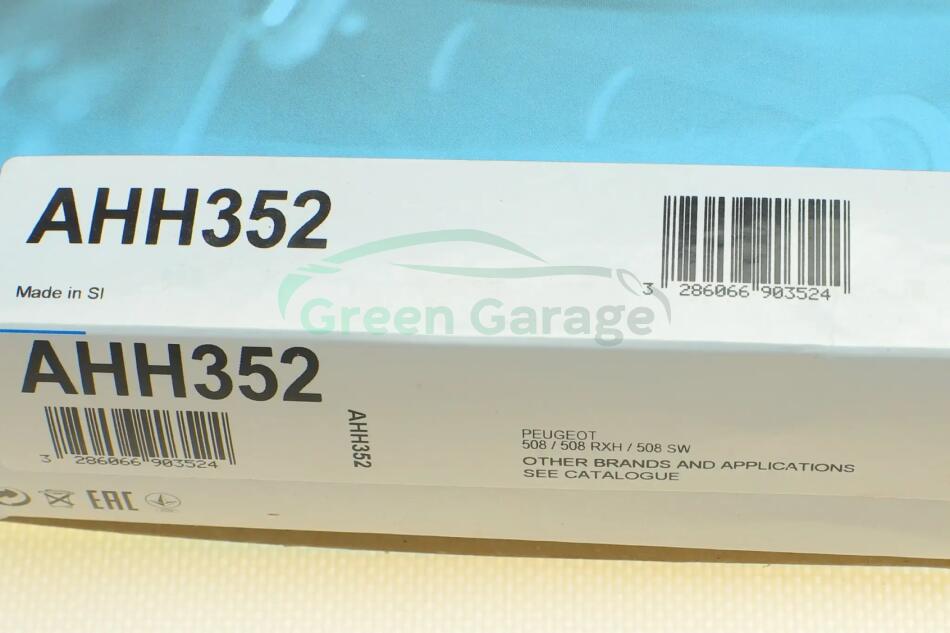 AHH352
Made in SI
3 286066 903524
Green Garage
AHH352
3 286066 903524
AHH352
PEUGEOT
508 / 508 RXH / 508 SW
OTHER BRANDS AND APPLICATIONS
SEE CATALOGUE
EAC